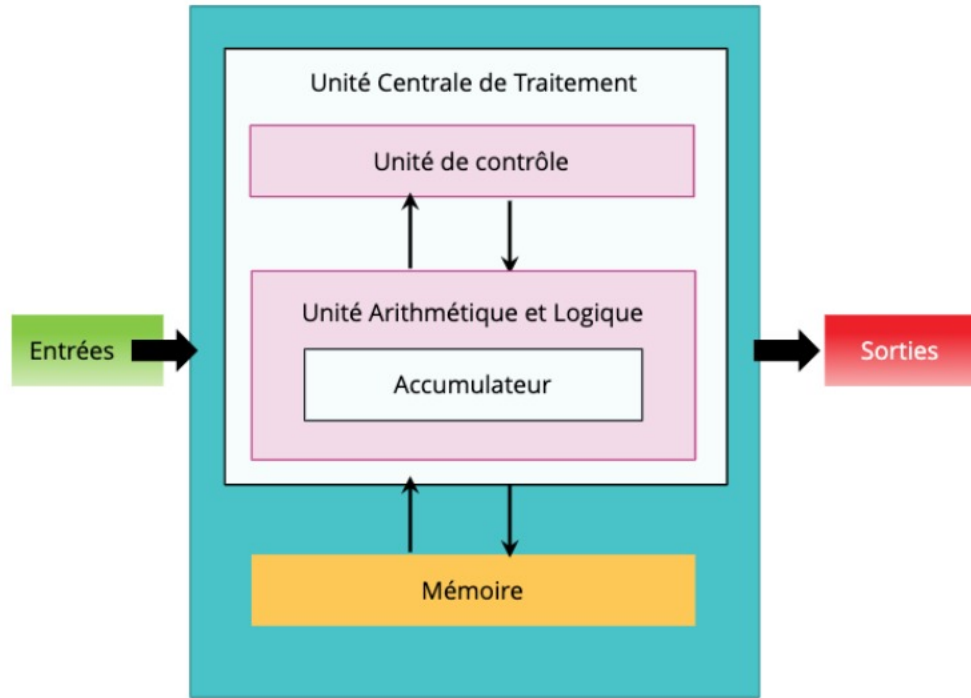 Unité Centrale de Traitement
Unité de contrôle
Unité Arithmétique et Logique
Entrées
Accumulateur
Sorties
Mémoire